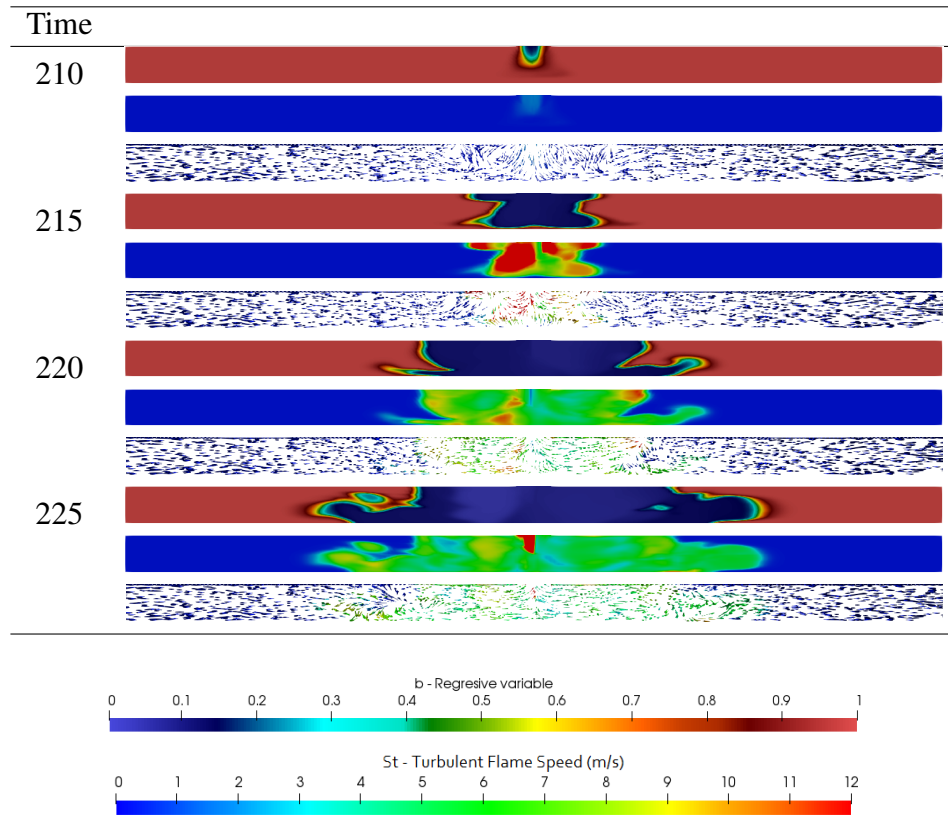 Time
210
215
220
225
b - Regresive variable
0 0.1 0.2 0.3 0.4 0.5 0.6 0.7 0.8 0.9 1
St - Turbulent Flame Speed (m/s)
0 1 2 3 4 5 6 7 8 9 10 11 12